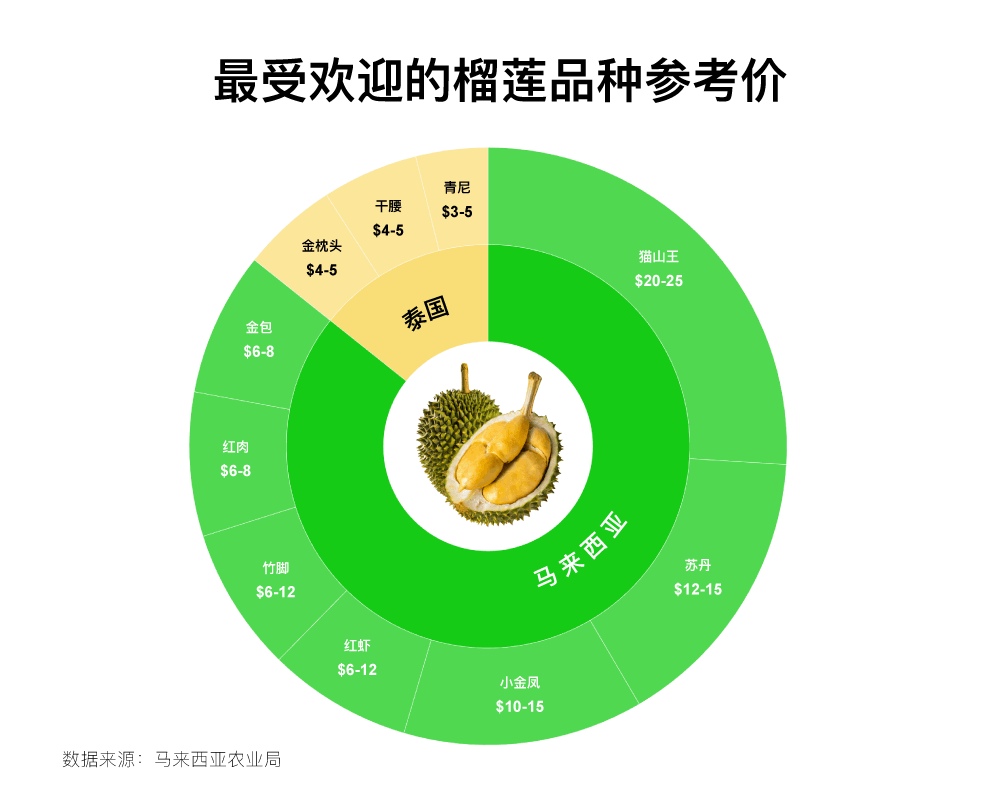 最受欢迎的榴莲品种参考价
青尼
$3-5
干腰
$4-5
金枕头
$4-5
泰国
猫山王
$20-25
金包
$6-8
红肉
$6-8
竹脚
$6-12
红虾
$6-12
小金凤
$10-15
苏丹
$12-15
马来西亚
数据来源：马来西亚农业局